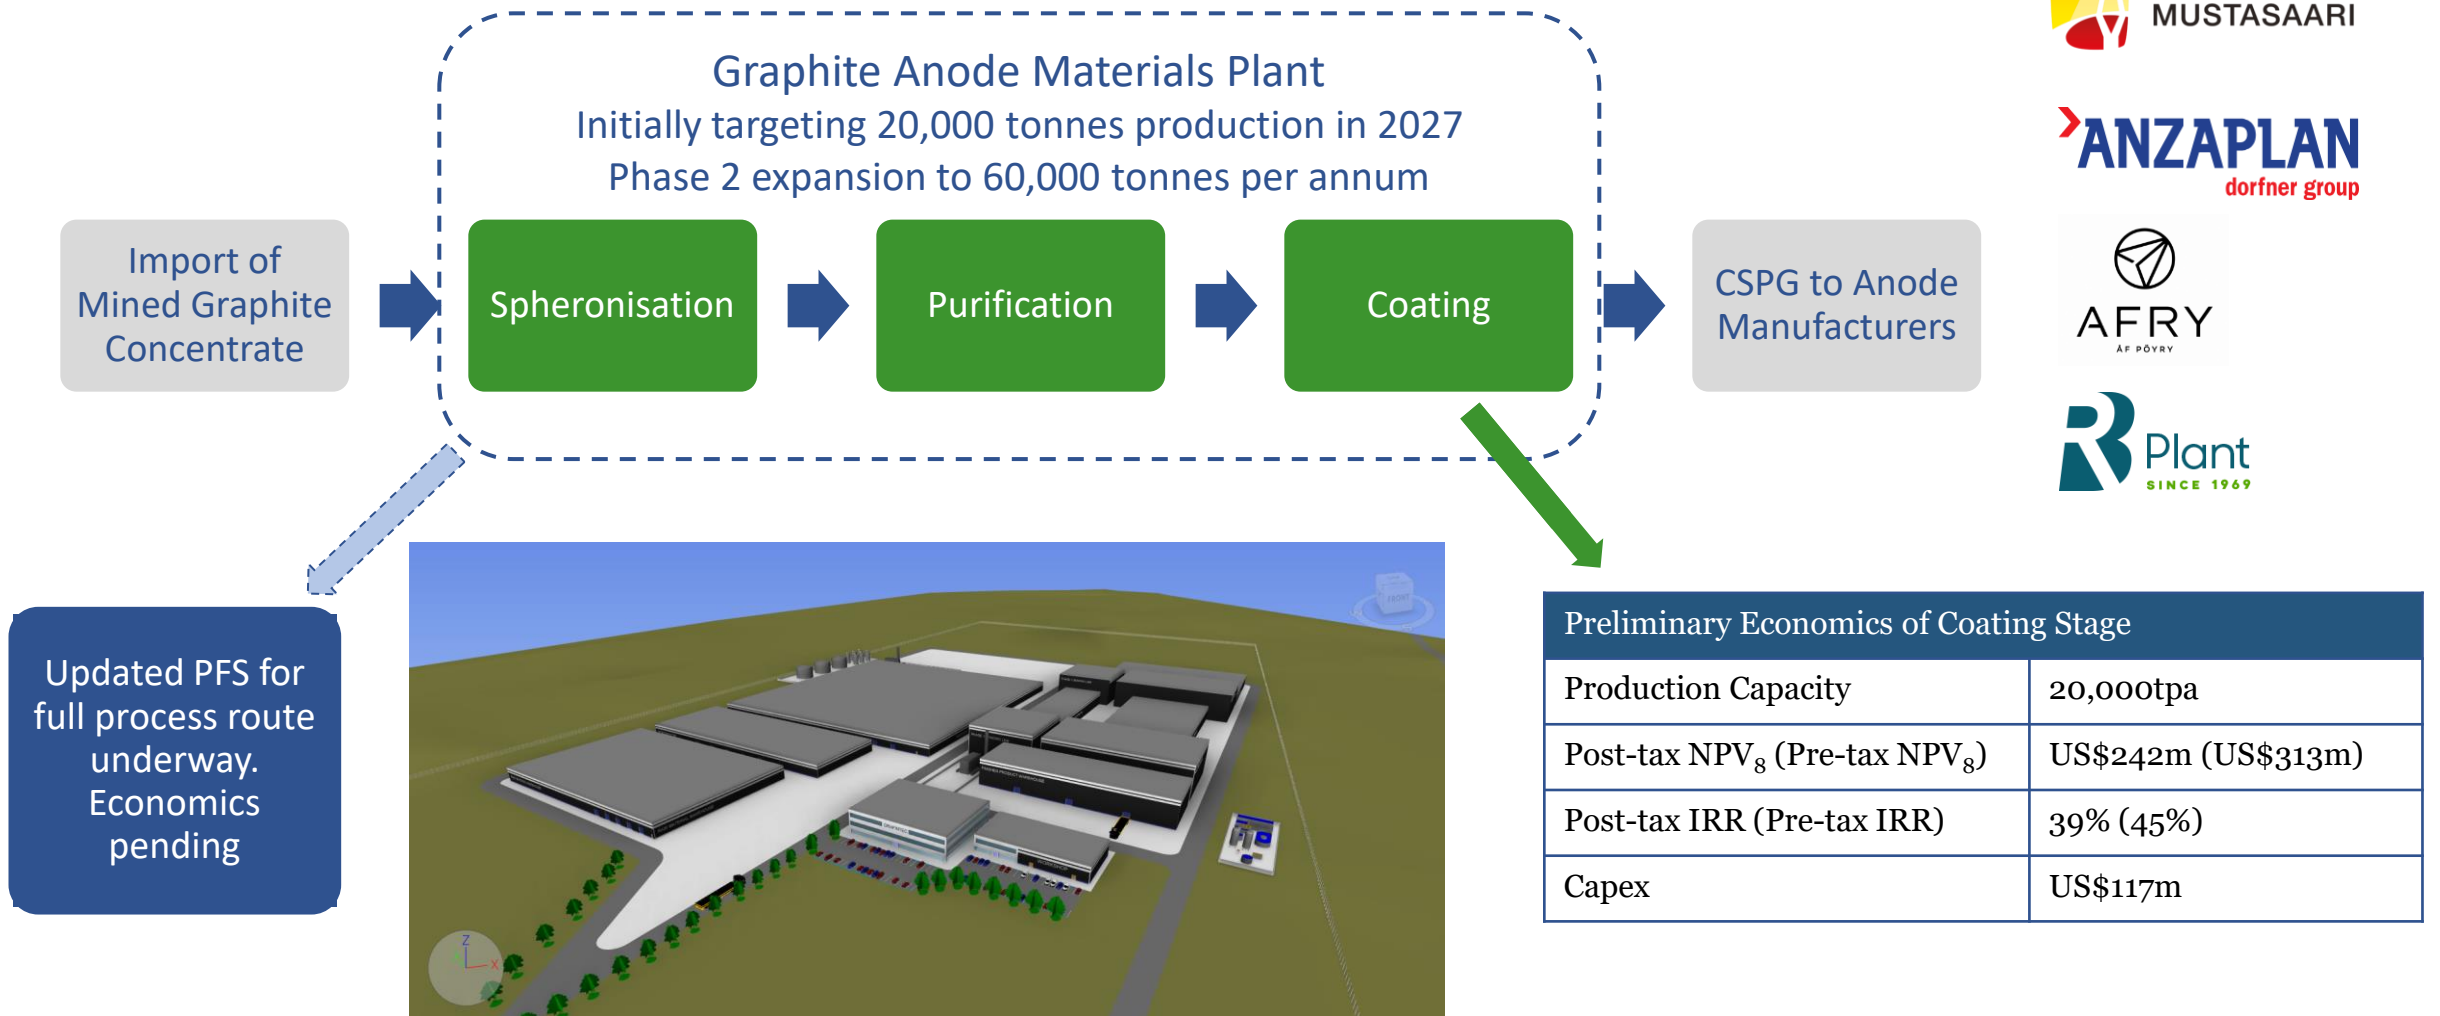 MUSTASAARI
Graphite Anode Materials Plant
Initially targeting 20,000 tonnes production in 2027
Phase 2 expansion to 60,000 tonnes per annum
ANZAPLAN
dorfner group
Import of
Mined Graphite
Concentrate
Spheronisation
Purification
Coating
CSPG to Anode
Manufacturers
AFRY
ÅF PÖYRY
RB Plant
SINCE 1969
Updated PFS for
full process route
underway.
Economics
pending
FRONT
Z
X
Preliminary Economics of Coating Stage
Production Capacity 20,000tpa
Post-tax NPV₈ (Pre-tax NPV₈) US$242m (US$313m)
Post-tax IRR (Pre-tax IRR) 39% (45%)
Capex US$117m